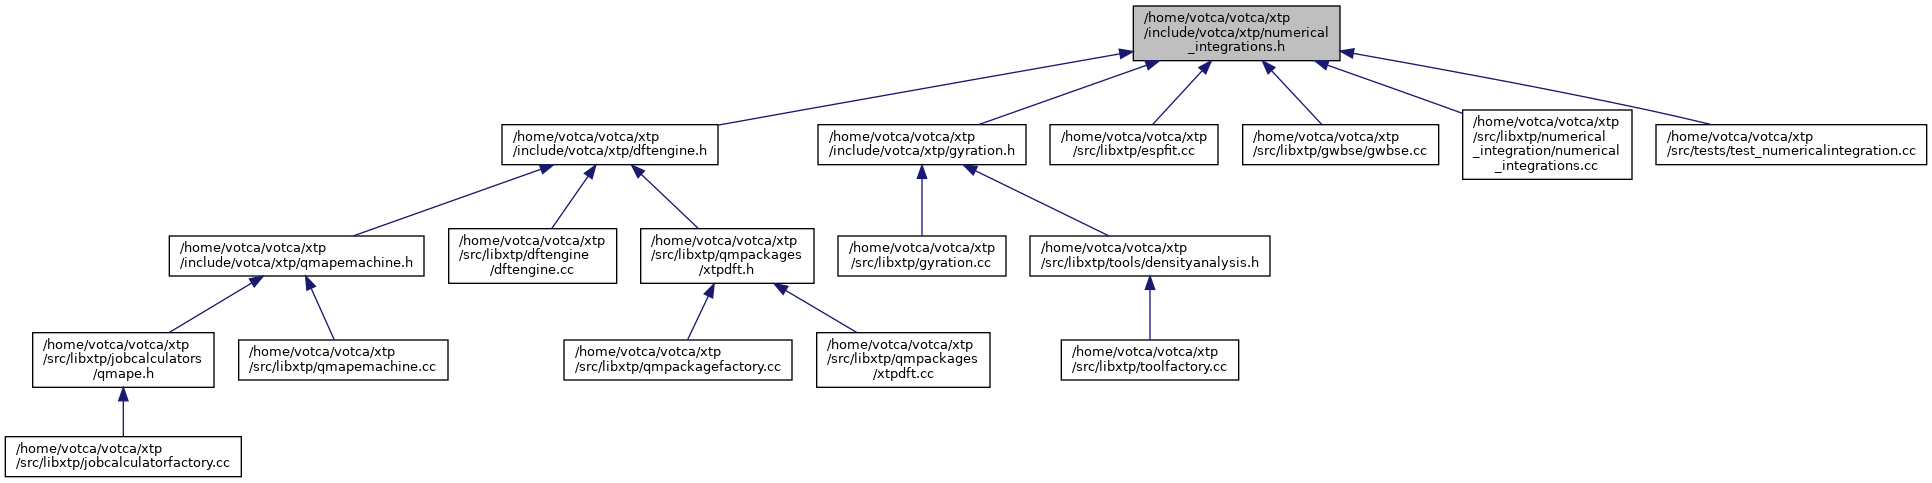 /home/votca/votca/xtp
/include/votca/xtp/numerical
_integrations.h
/home/votca/votca/xtp
/include/votca/xtp/dftengine.h
/home/votca/votca/xtp
/include/votca/xtp/gyration.h
/home/votca/votca/xtp
/src/libxtp/espfit.cc
/home/votca/votca/xtp
/src/libxtp/gwbse/gwbse.cc
/home/votca/votca/xtp
/src/libxtp/numerical
_integration/numerical
_integrations.cc
/home/votca/votca/xtp
/src/tests/test_numericalintegration.cc
/home/votca/votca/xtp
/include/votca/xtp/qmapemachine.h
/home/votca/votca/xtp
/src/libxtp/dftengine
/dftengine.cc
/home/votca/votca/xtp
/src/libxtp/qmpackages
/xtpdft.h
/home/votca/votca/xtp
/src/libxtp/gyration.cc
/home/votca/votca/xtp
/src/libxtp/tools/densityanalysis.h
/home/votca/votca/xtp
/src/libxtp/jobcalculators
/qmape.h
/home/votca/votca/xtp
/src/libxtp/qmapemachine.cc
/home/votca/votca/xtp
/src/libxtp/qmpackagefactory.cc
/home/votca/votca/xtp
/src/libxtp/qmpackages
/xtpdft.cc
/home/votca/votca/xtp
/src/libxtp/toolfactory.cc
/home/votca/votca/xtp
/src/libxtp/jobcalculatorfactory.cc